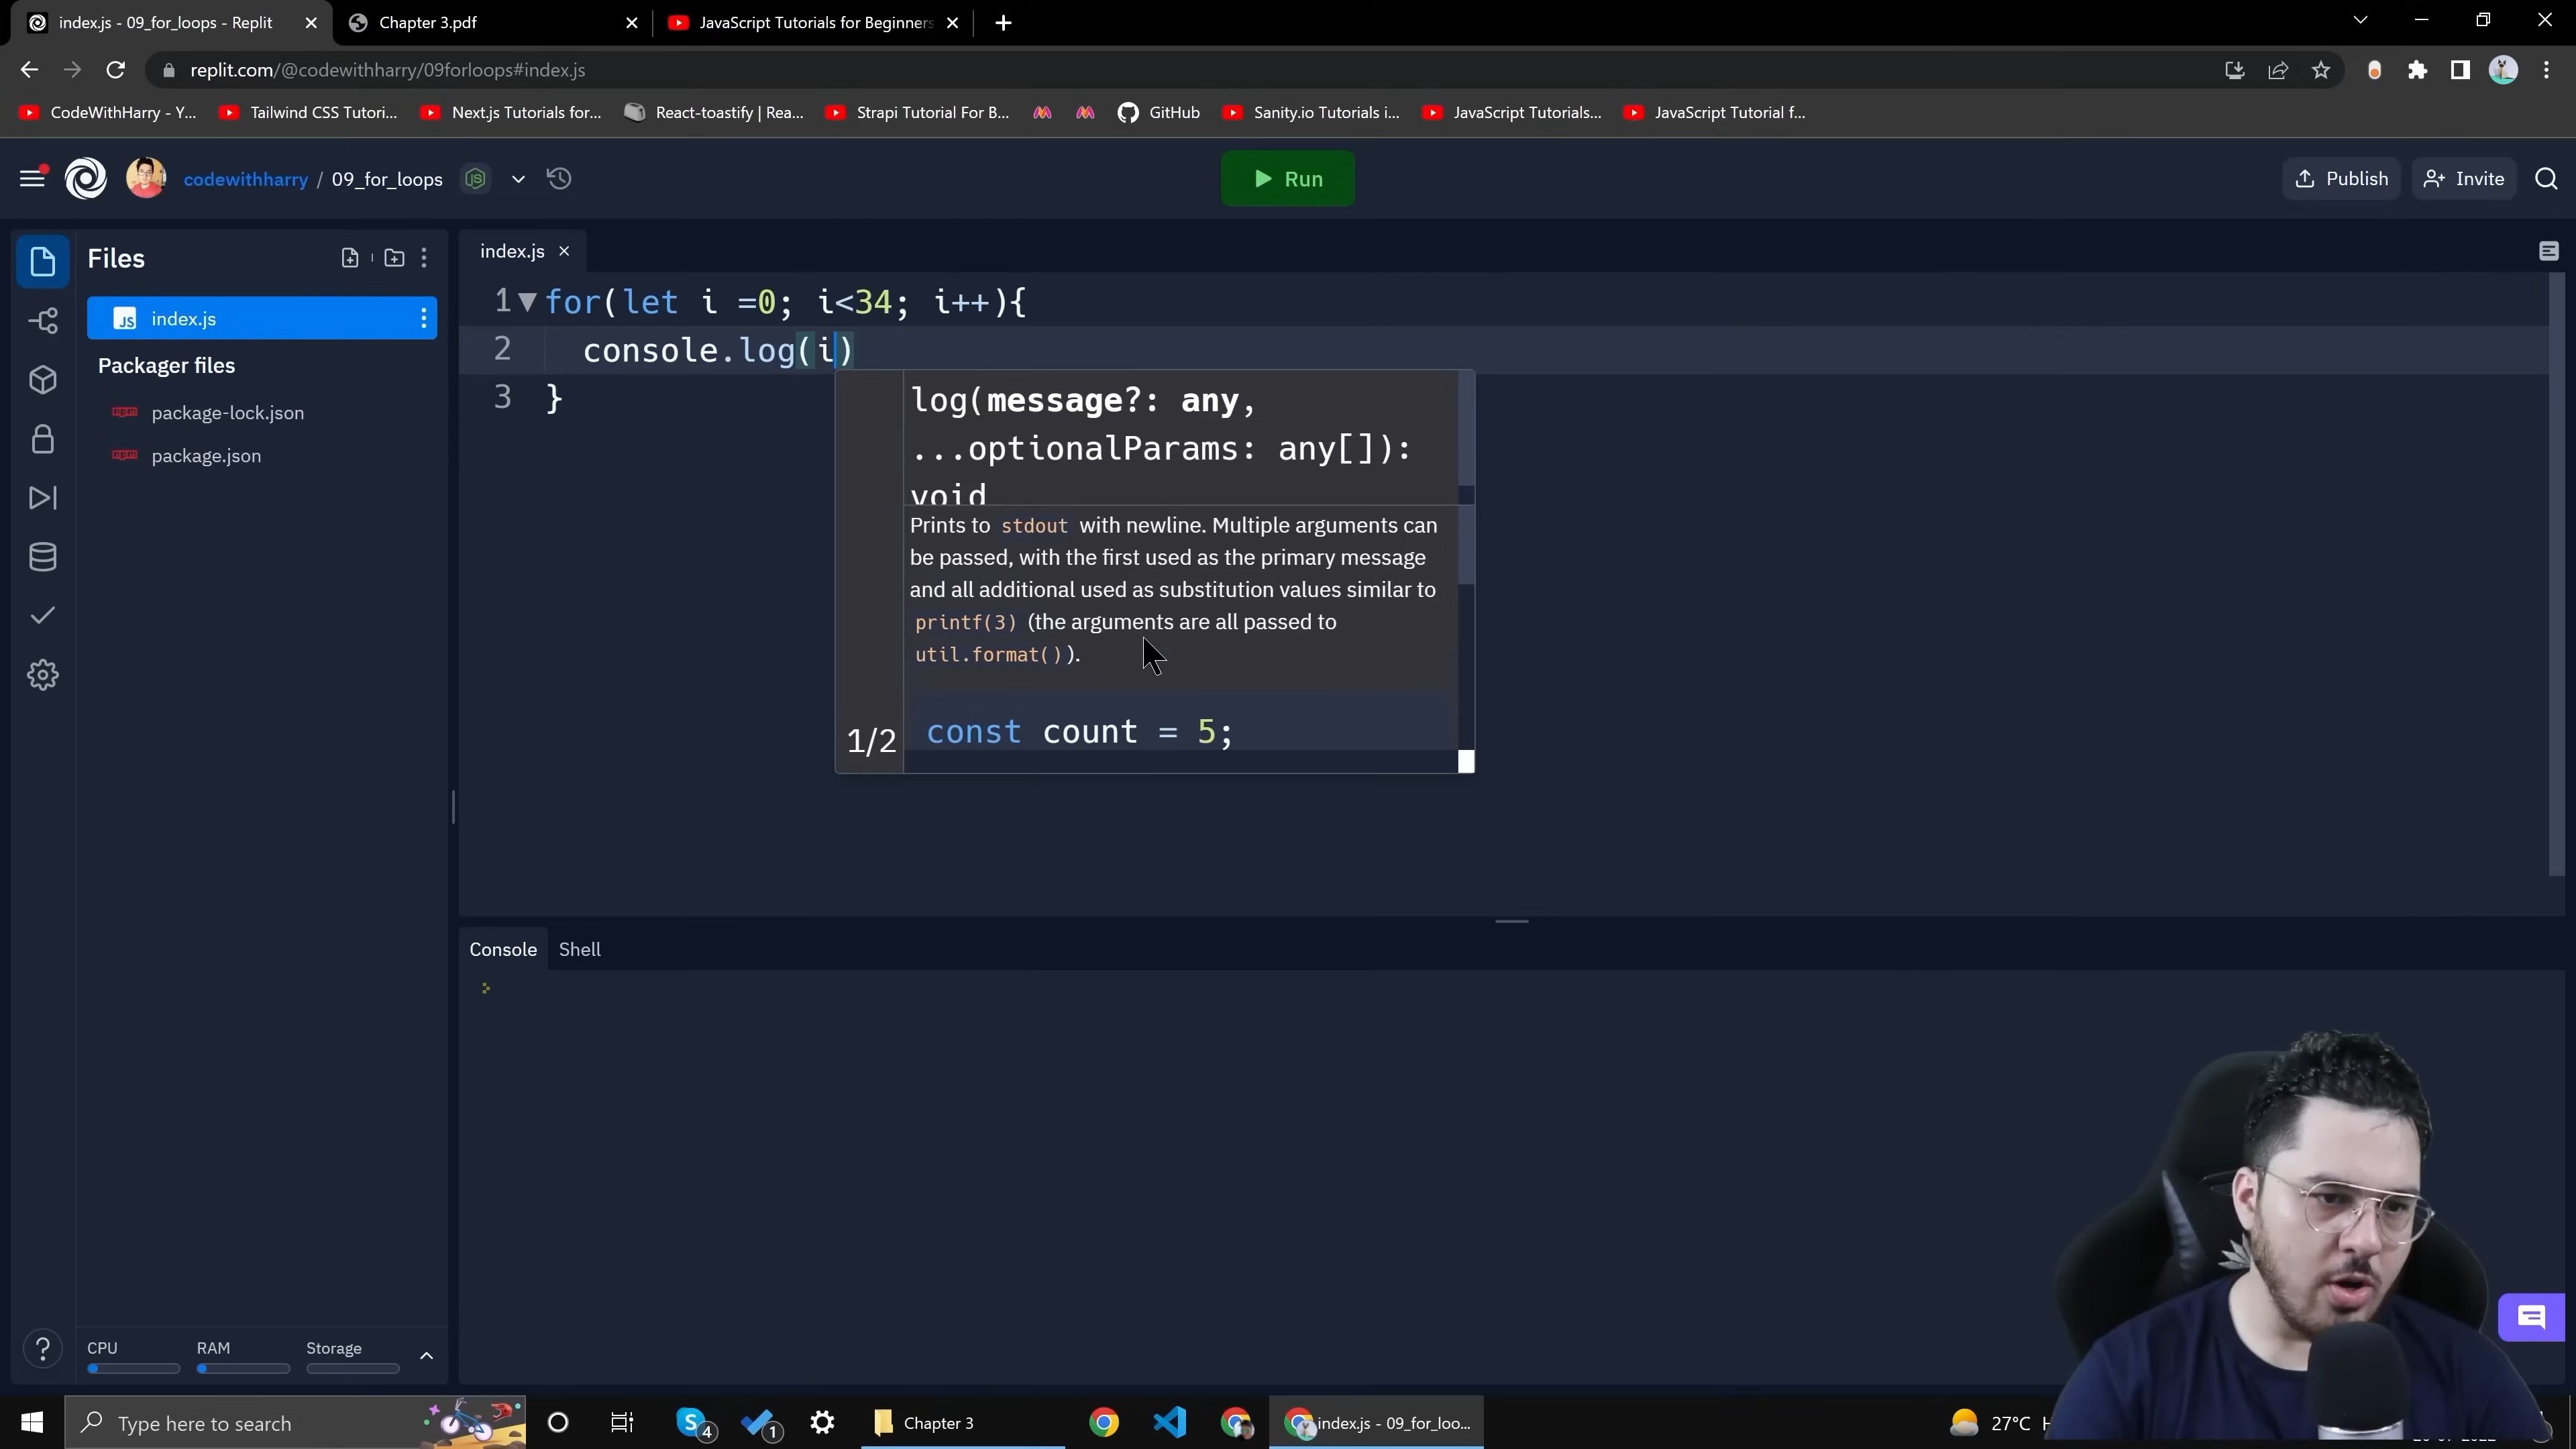 index.js - 09_for_loops - Replit
Chapter 3.pdf
JavaScript Tutorials for Beginners
replit.com/@codewithharry/09forloops#index.js
CodeWithHarry - Y...
Tailwind CSS Tutori...
Next.js Tutorials for...
React-toastify | Rea...
Strapi Tutorial For B...
GitHub
Sanity.io Tutorials i...
JavaScript Tutorials...
JavaScript Tutorial f...
codewithharry / 09_for_loops
Run
Publish
Invite
Files
index.js
Packager files
package-lock.json
package.json
index.js
1 for(let i =0; i<34; i++){
2 console.log(i)
3 }
log(message?: any,
...optionalParams: any[]):
void
Prints to stdout with newline. Multiple arguments can
be passed, with the first used as the primary message
and all additional used as substitution values similar to
printf(3) (the arguments are all passed to
util.format()).
const count = 5;
1/2
Console
Shell
CPU
RAM
Storage
Type here to search
4
1
Chapter 3
index.js - 09_for_loo...
27°C